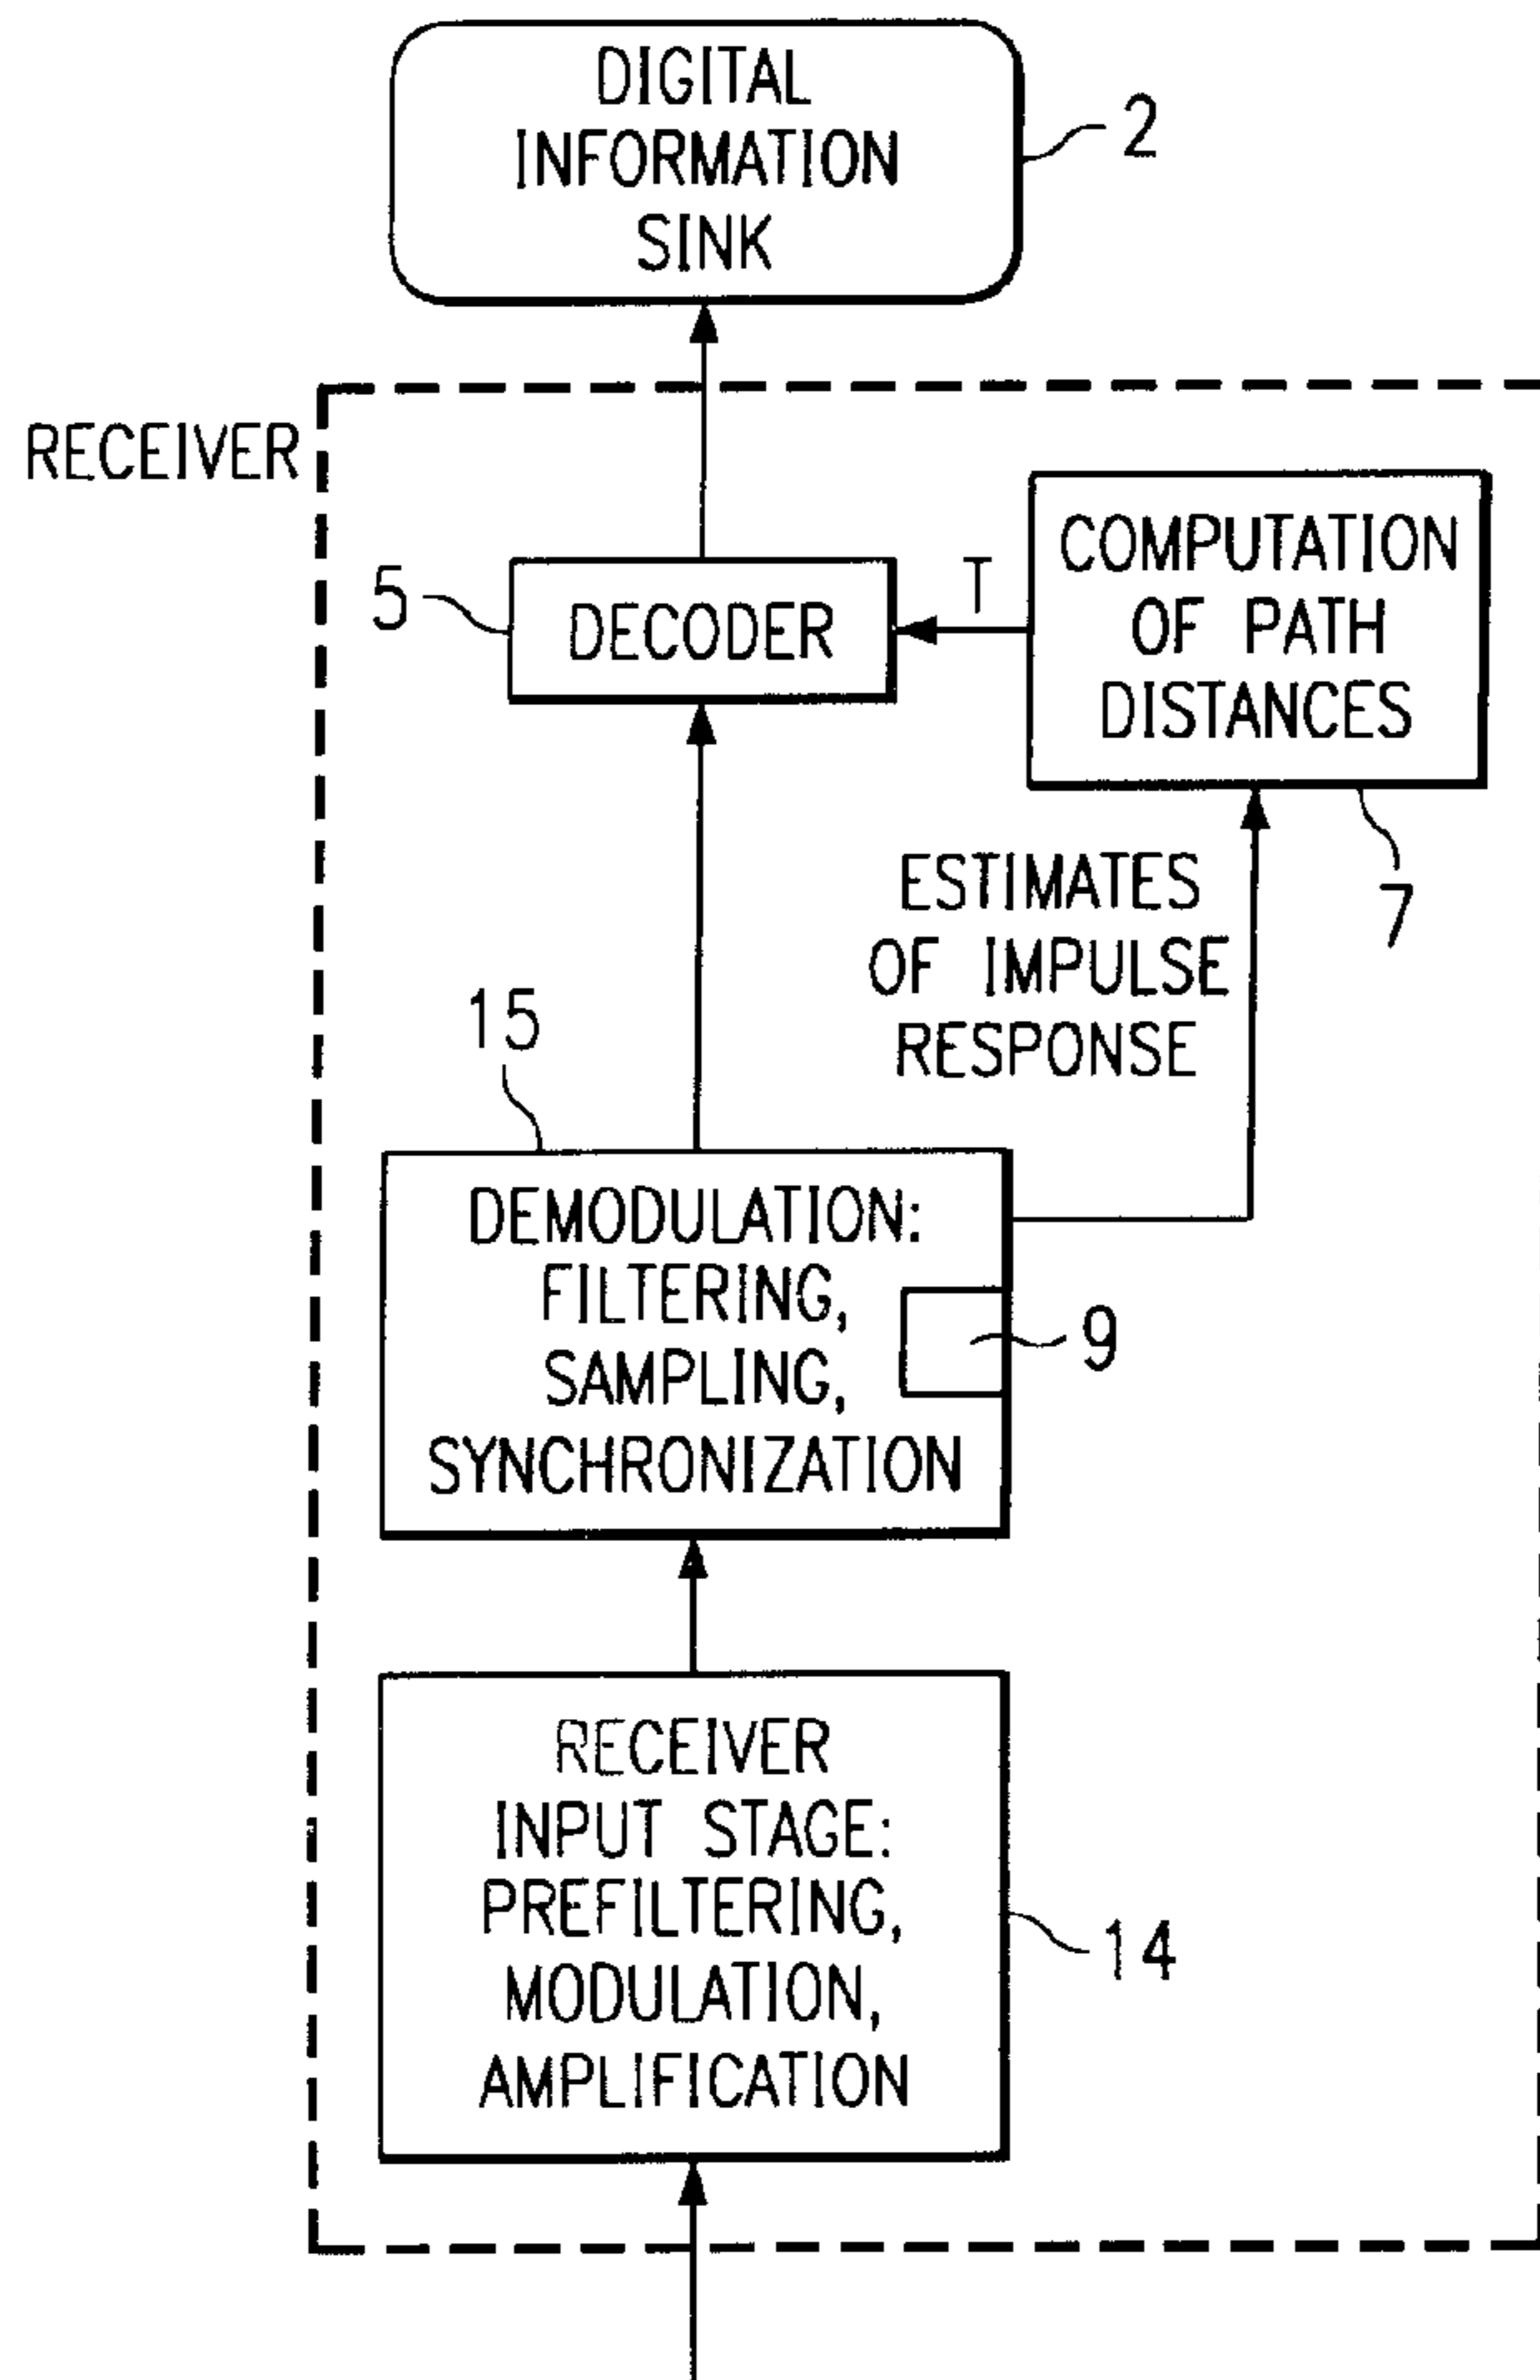 DIGITAL
INFORMATION
SINK
2
RECEIVER
5
DECODER
T
COMPUTATION
OF PATH
DISTANCES
7
ESTIMATES
OF IMPULSE
RESPONSE
15
DEMODULATION:
FILTERING,
SAMPLING,
SYNCHRONIZATION
9
RECEIVER
INPUT STAGE:
PREFILTERING,
MODULATION,
AMPLIFICATION
14